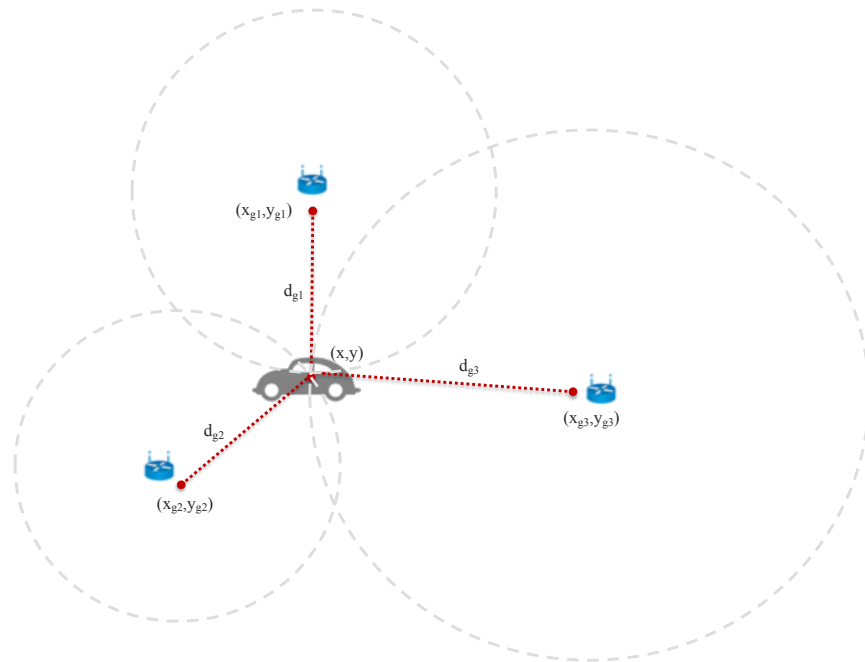 (xg1,yg1)
dg1
(x,y)
dg3
(xg3,yg3)
dg2
(xg2,yg2)